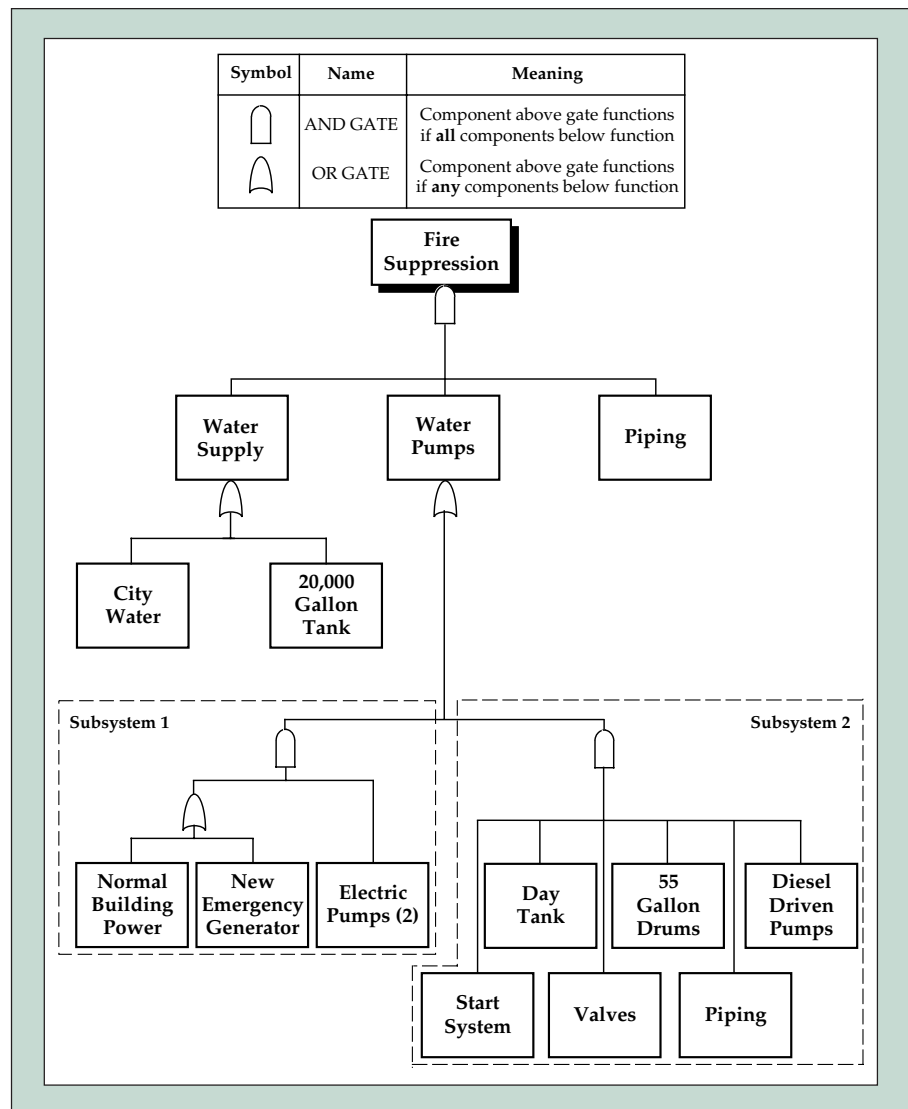 Symbol Name Meaning
AND GATE Component above gate functions
if all components below function
OR GATE Component above gate functions
if any components below function
Fire
Suppression
Water
Supply
Water
Pumps
Piping
City
Water
20,000
Gallon
Tank
Subsystem 1
Subsystem 2
Normal
Building
Power
New
Emergency
Generator
Electric
Pumps (2)
Day
Tank
55
Gallon
Drums
Diesel
Driven
Pumps
Start
System
Valves
Piping